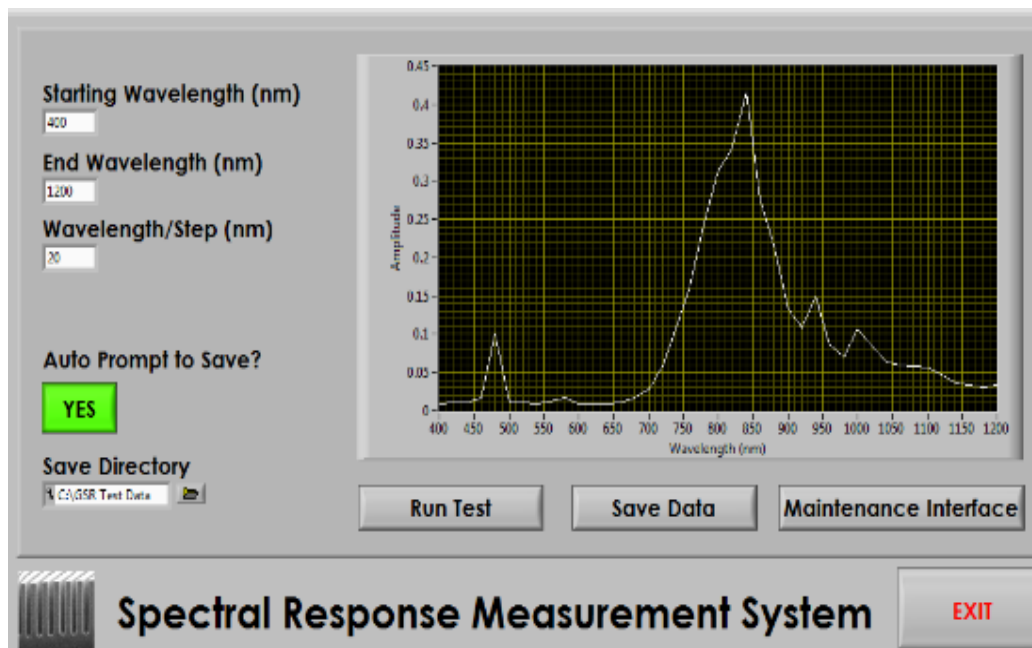 Starting Wavelength (nm)
400
End Wavelength (nm)
1200
Wavelength/Step (nm)
20
Auto Prompt to Save?
YES
Save Directory
C:\GSR Test Data
Amplitude
0.45
0.4
0.35
0.3
0.25
0.2
0.15
0.1
0.05
0
400 450 500 550 600 650 700 750 800 850 900 950 1000 1050 1100 1150 1200
Wavelength (nm)
Run Test
Save Data
Maintenance Interface
Spectral Response Measurement System
EXIT